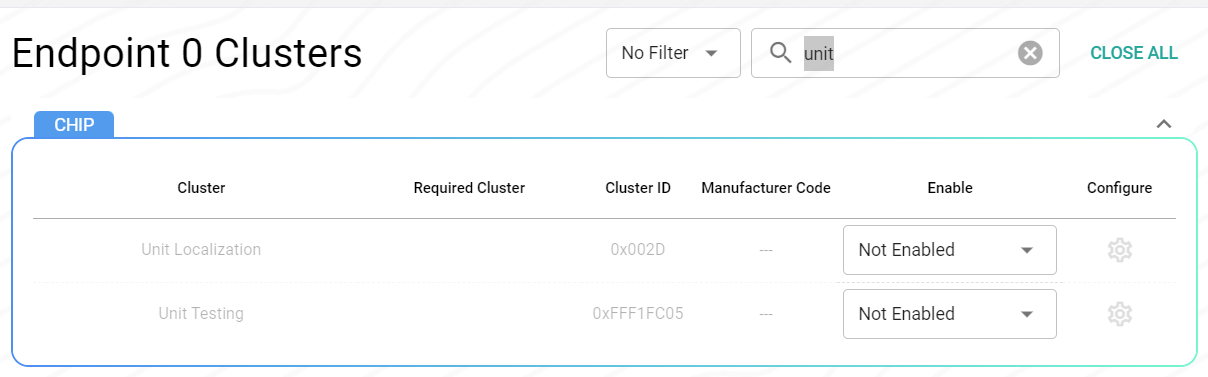 Endpoint 0 Clusters
No Filter
unit
CLOSE ALL
CHIP
Cluster Required Cluster Cluster ID Manufacturer Code Enable Configure
Unit Localization 0x002D --- Not Enabled
Unit Testing 0xFFF1FC05 --- Not Enabled